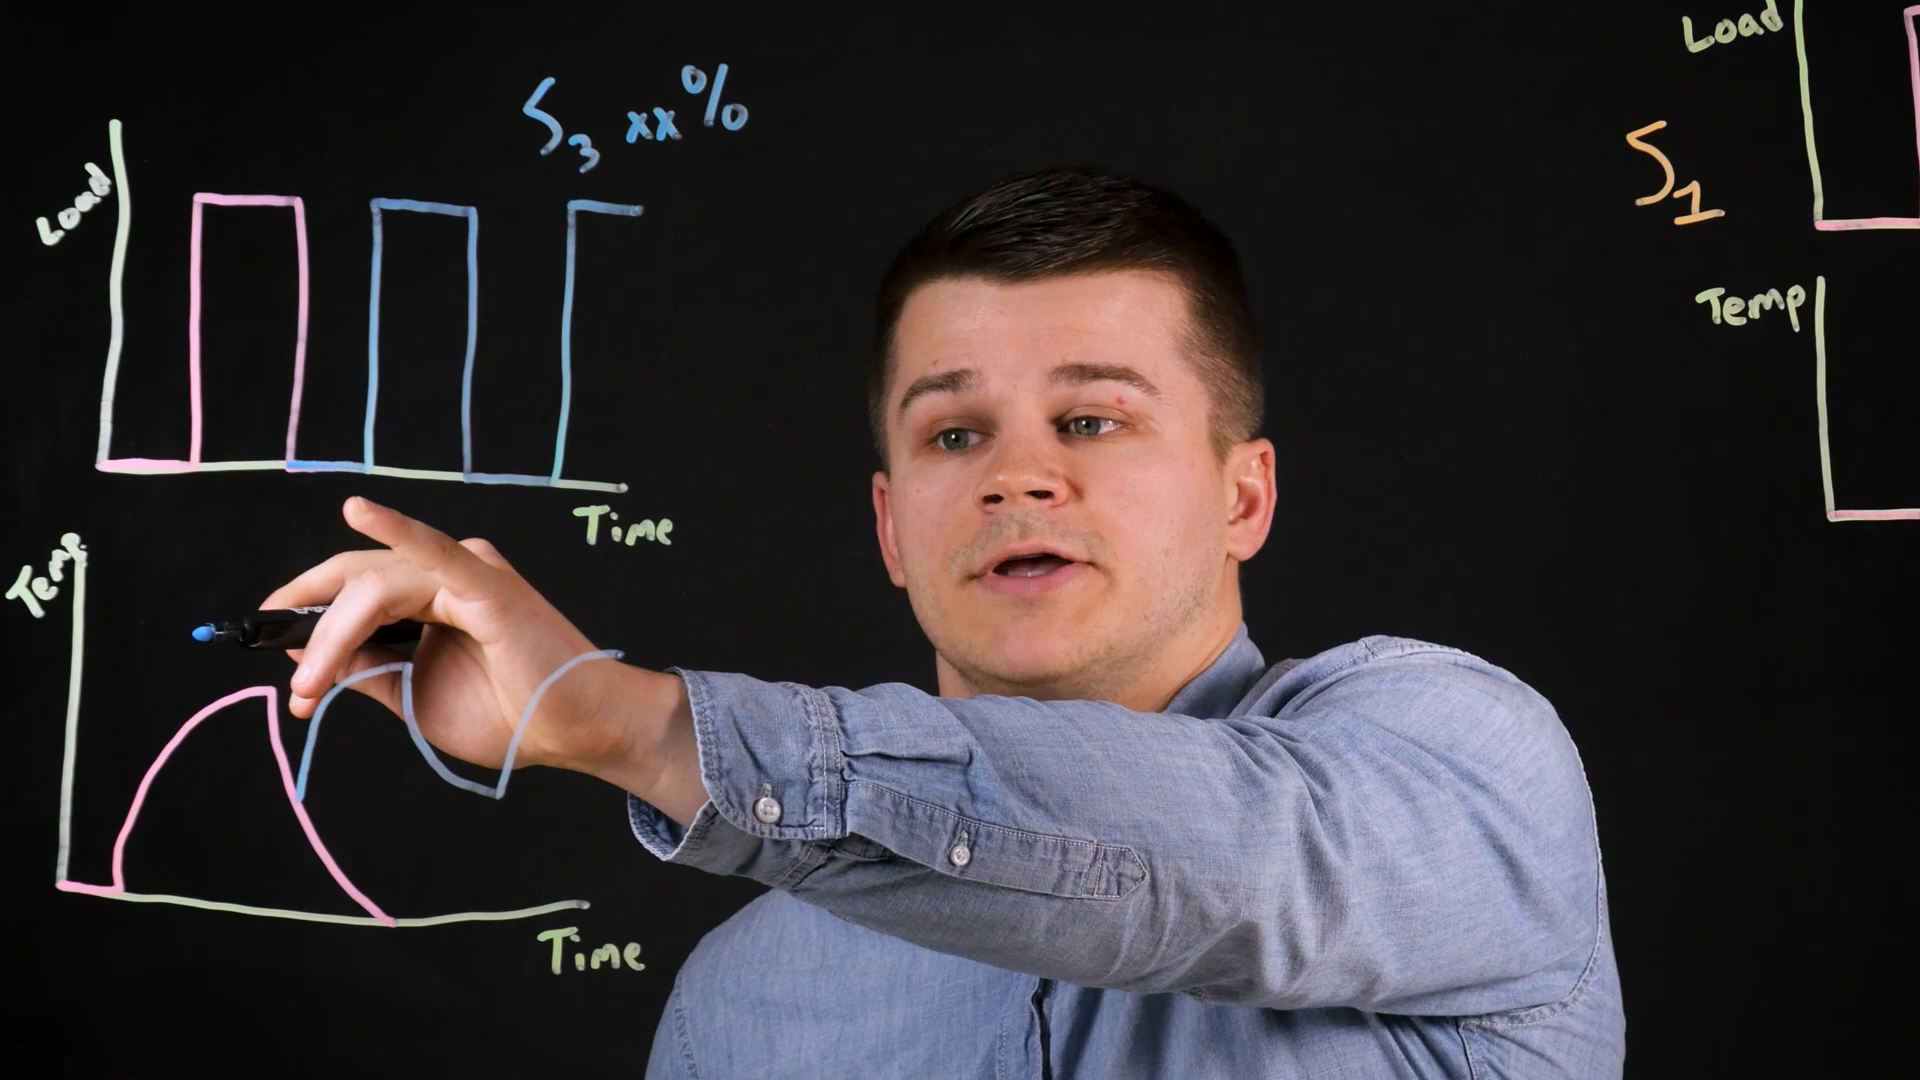 S₃ xx%
Load
Time
Temp.
Time
Load
S₁
Temp